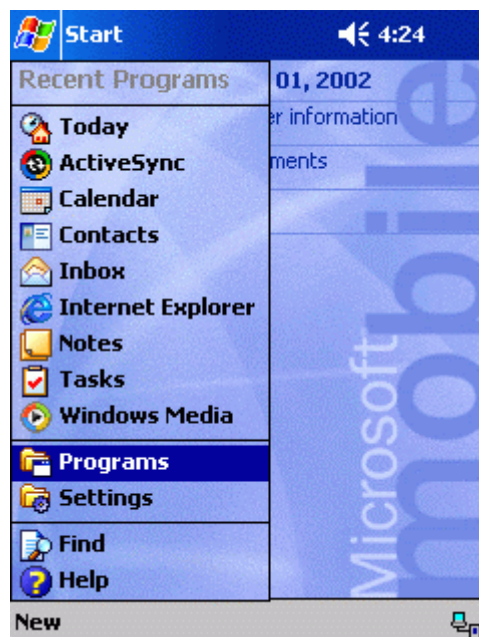 Start 4:24
Recent Programs
01, 2002
er information
ments
Today
ActiveSync
Calendar
Contacts
Inbox
Internet Explorer
Notes
Tasks
Windows Media
Programs
Settings
Find
Help
Microsoft
mobile
New